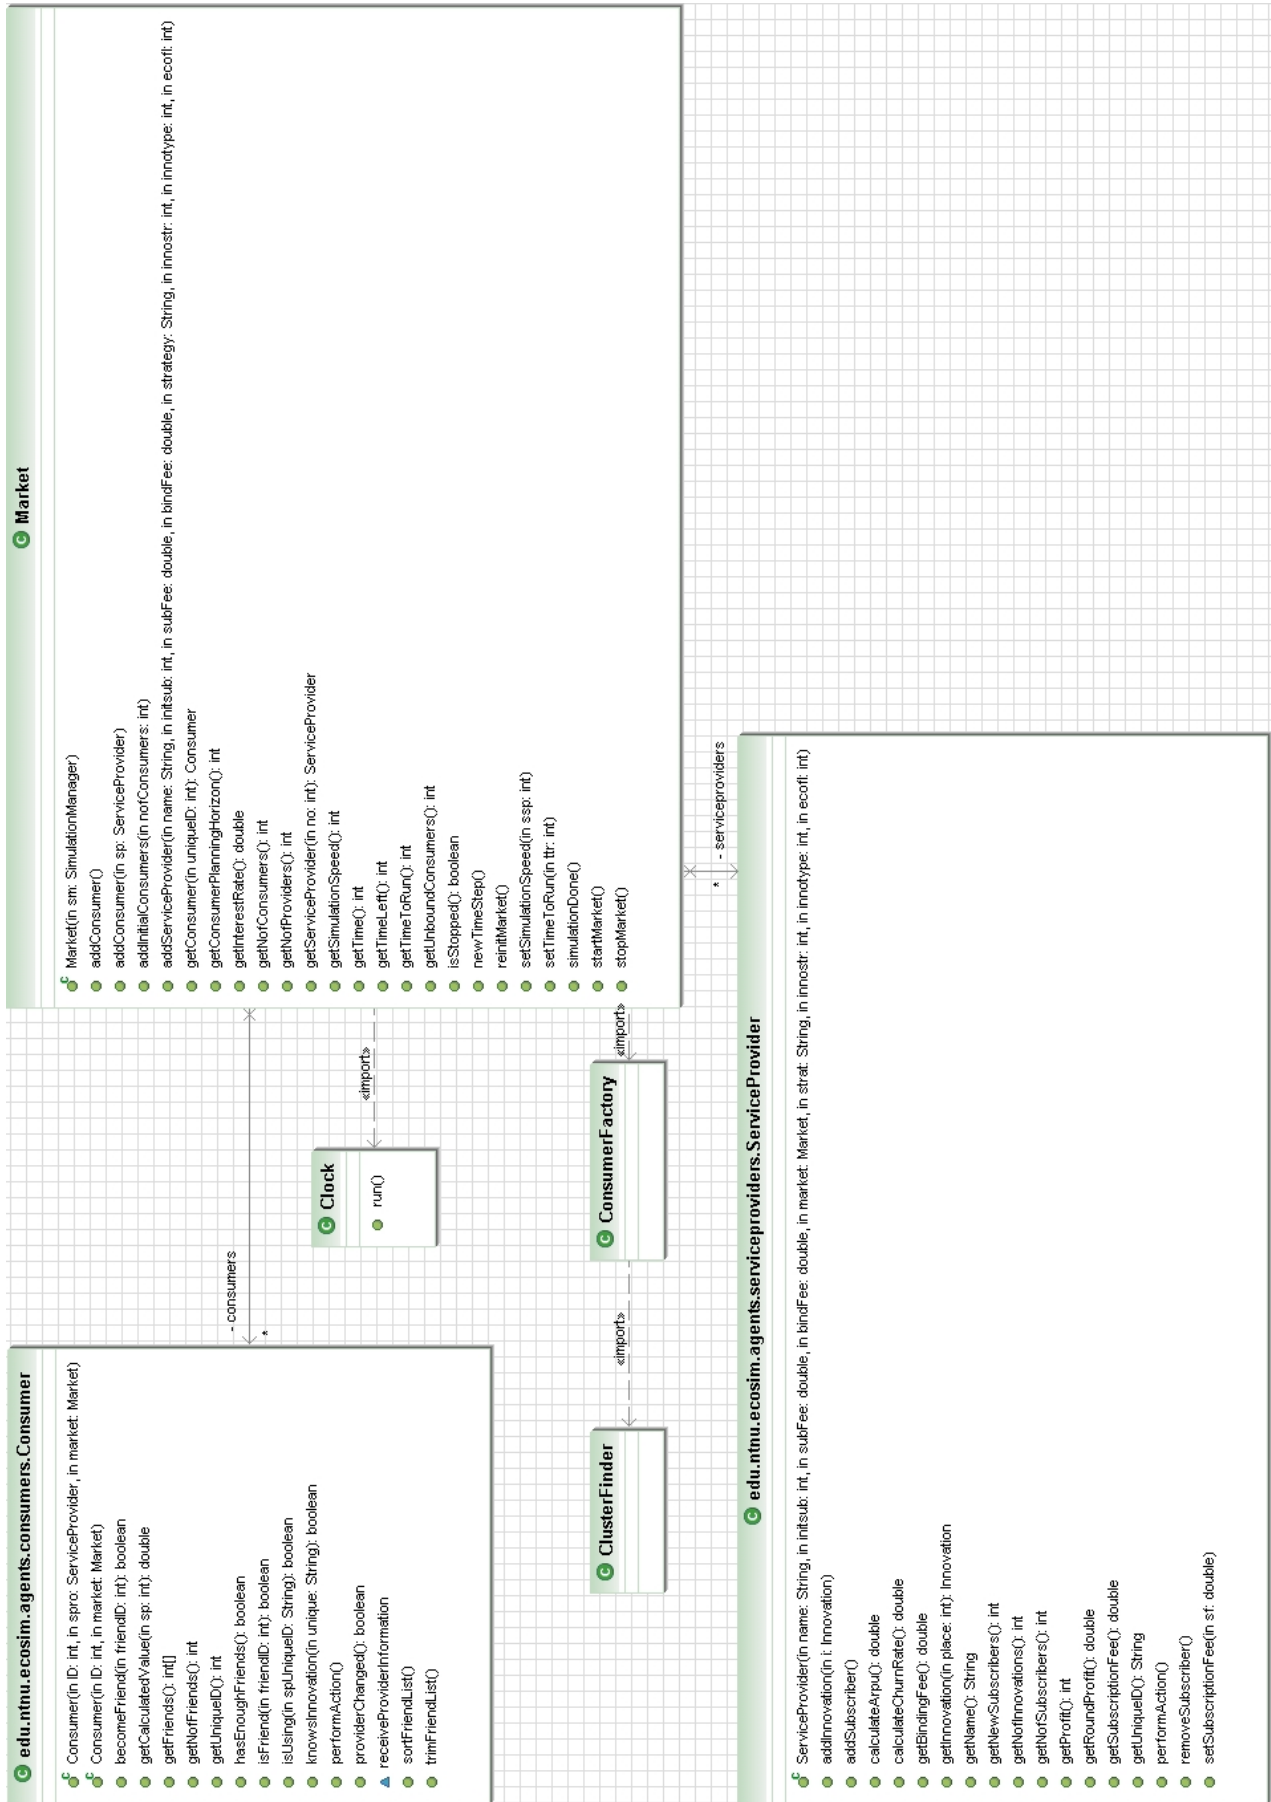 edu.ntnu.ecosim.agents.consumers.Consumer
Consumer(in ID: int, in spro: ServiceProvider, in market: Market)
Consumer(in ID: int, in market: Market)
becomeFriend(in friendID: int): boolean
getCalculatedValue(in sp: int): double
getFriends(): int[]
getNofFriends(): int
getUniqueID(): int
hasEnoughFriends(): boolean
isFriend(in friendID: int): boolean
isUsing(in spUniqueID: String): boolean
knowsInnovation(in unique: String): boolean
performAction()
providerChanged(): boolean
receiveProviderInformation
sortFriendList()
trimFriendList()
- consumers
*
Market
Market(in sm: SimulationManager)
addConsumer()
addConsumer(in sp: ServiceProvider)
addInitialConsumers(in nofConsumers: int)
addServiceProvider(in name: String, in initsub: int, in subFee: double, in bindFee: double, in strategy: String, in innostr: int, in innotype: int, in ecofl: int)
getConsumer(in uniqueID: int): Consumer
getConsumerPlanningHorizon(): int
getInterestRate(): double
getNofConsumers(): int
getNofProviders(): int
getServiceProvider(in no: int): ServiceProvider
getSimulationSpeed(): int
getTime(): int
getTimeLeft(): int
getTimeToRun(): int
getUnboundConsumers(): int
isStopped(): boolean
newTimeStep()
reinitMarket()
setSimulationSpeed(in ssp: int)
setTimeToRun(in ttr: int)
simulationDone()
startMarket()
stopMarket()
Clock
run()
«import»
ClusterFinder
«import»
ConsumerFactory
«import»
* - serviceproviders
edu.ntnu.ecosim.agents.serviceproviders.ServiceProvider
ServiceProvider(in name: String, in initsub: int, in subFee: double, in bindFee: double, in market: Market, in strat: String, in innostr: int, in innotype: int, in ecofl: int)
addInnovation(in i: Innovation)
addSubscriber()
calculateArpu(): double
calculateChurnRate(): double
getBindingFee(): double
getInnovation(in place: int): Innovation
getName(): String
getNewSubscribers(): int
getNofInnovations(): int
getNofSubscribers(): int
getProfit(): int
getRoundProfit(): double
getSubscriptionFee(): double
getUniqueID(): String
performAction()
removeSubscriber()
setSubscriptionFee(in sf: double)